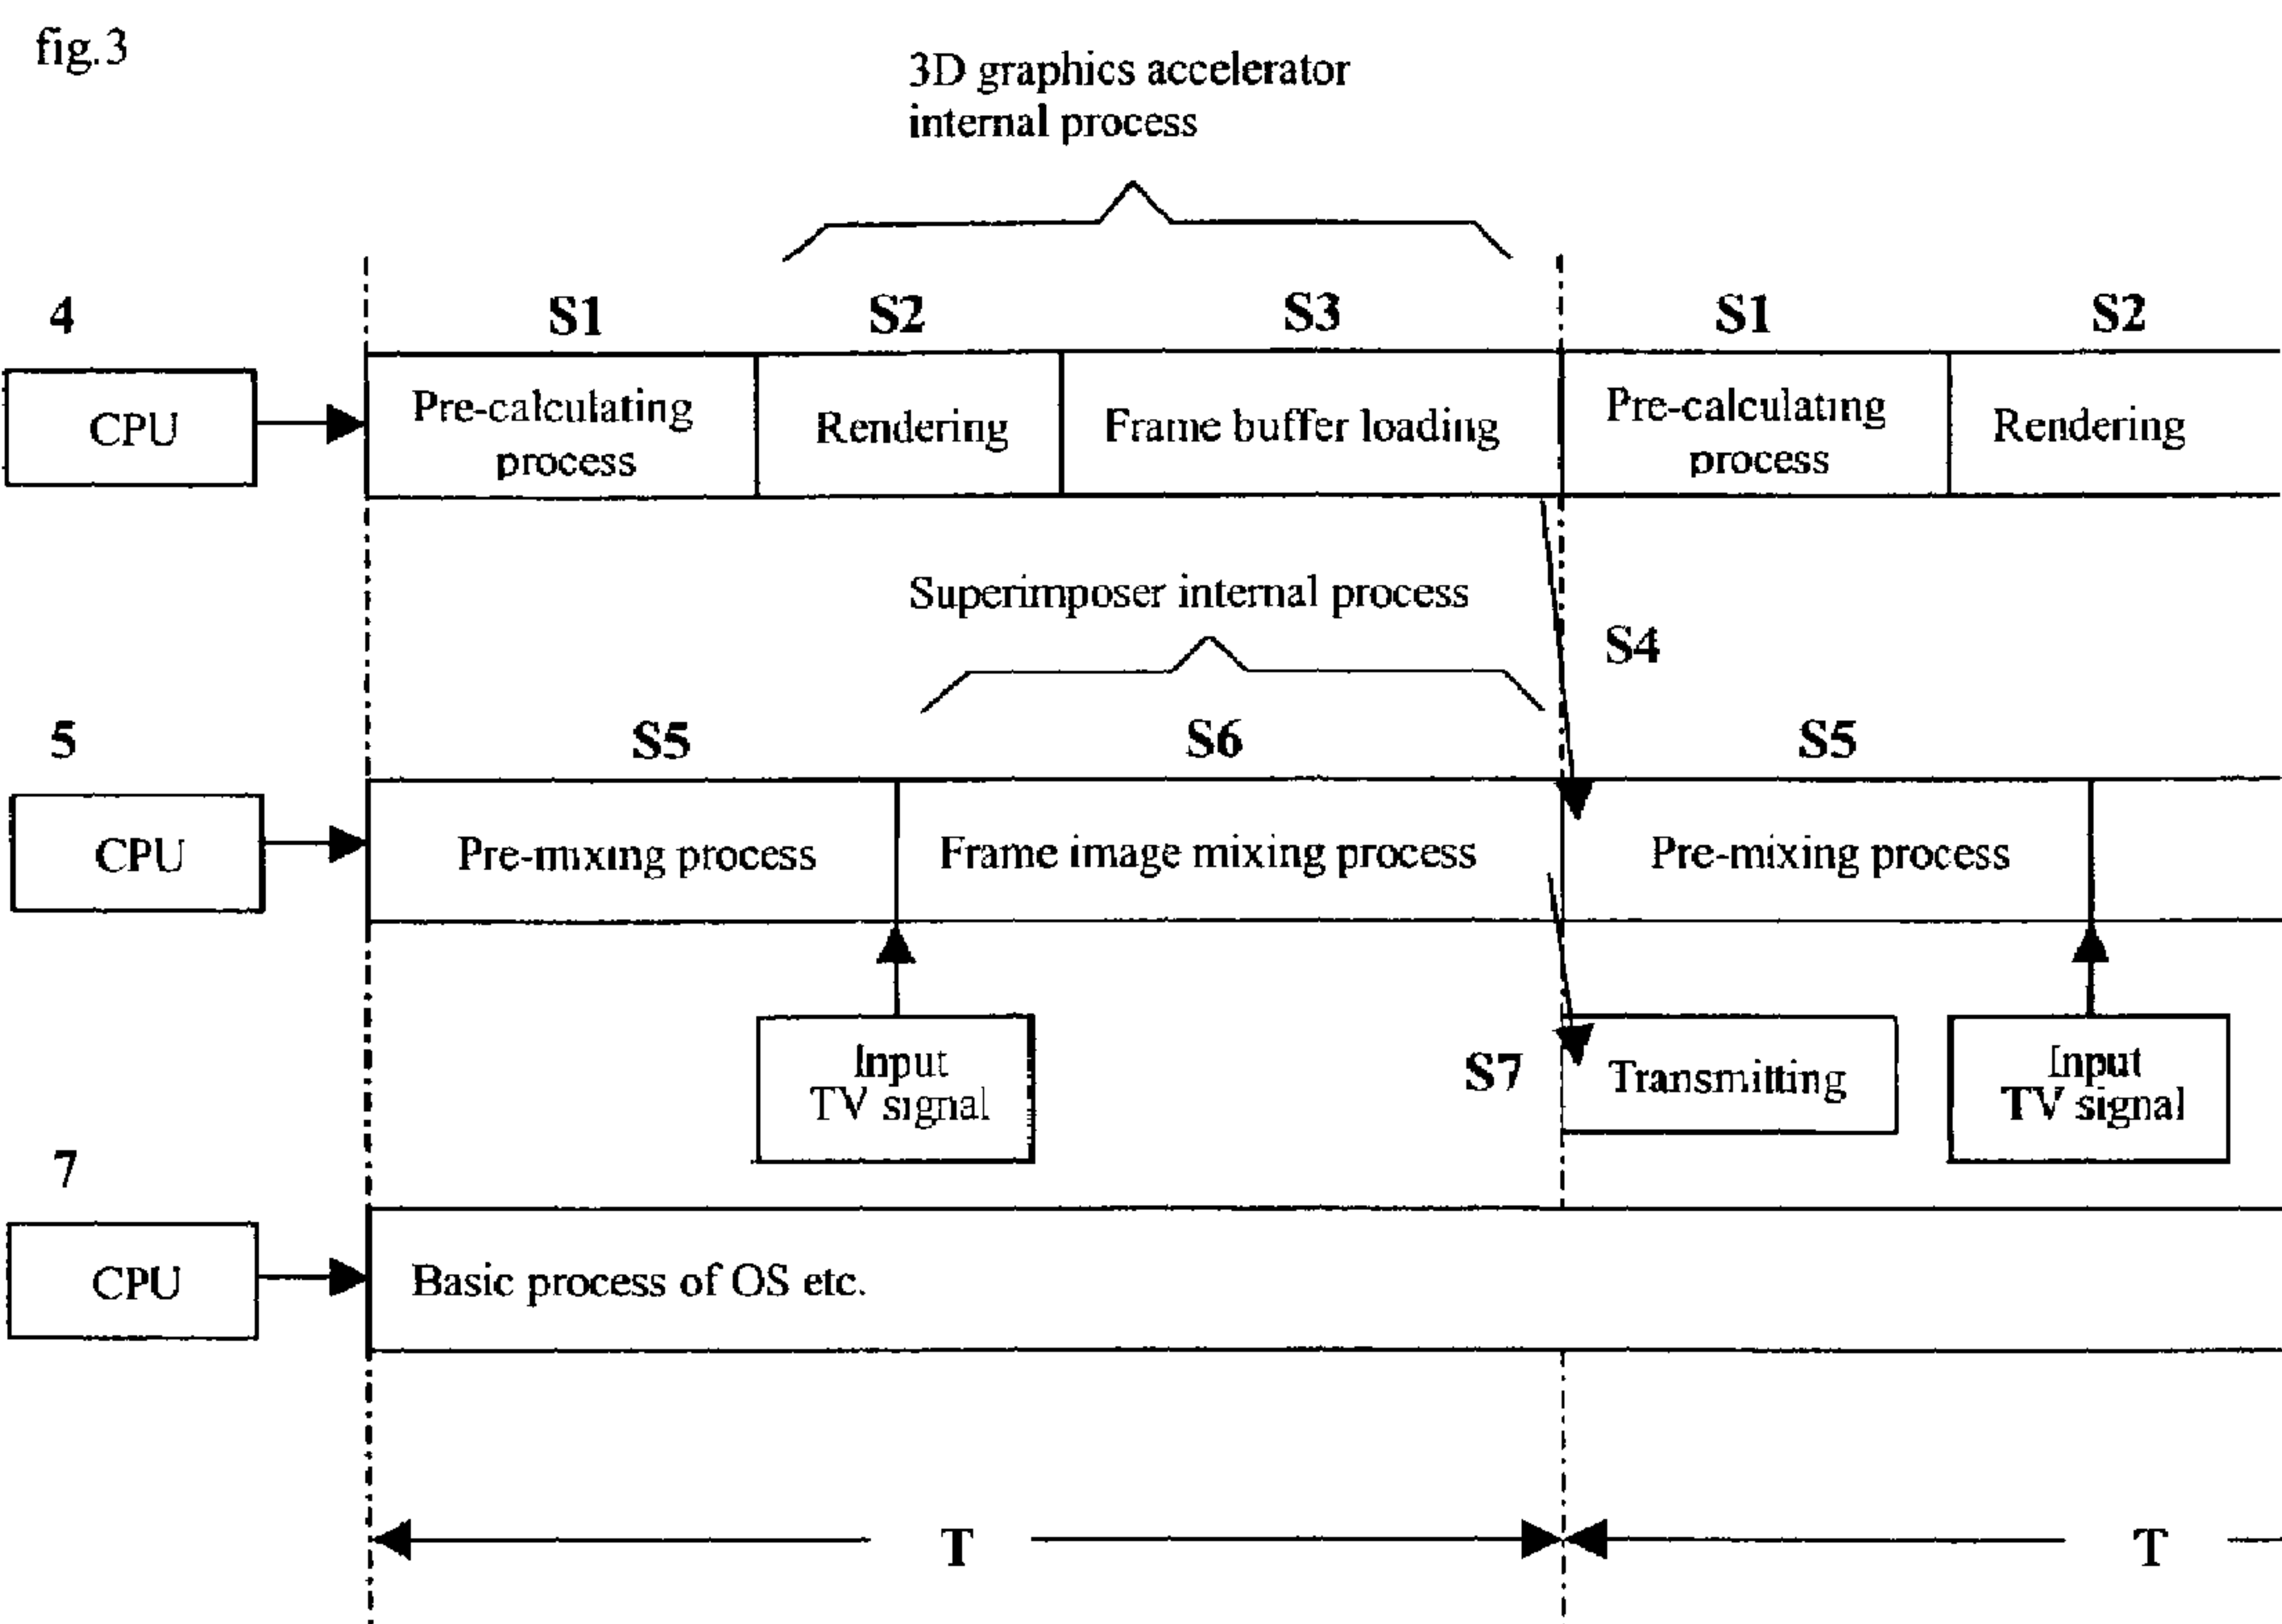 fig.3
3D graphics accelerator
internal process
4
S1
S2
S3
S1
S2
CPU
Pre-calculating
process
Rendering
Frame buffer loading
Pre-calculating
process
Rendering
Superimposer internal process
S4
5
S5
S6
S5
CPU
Pre-mixing process
Frame image mixing process
Pre-mixing process
Input
TV signal
S7
Transmitting
Input
TV signal
7
CPU
Basic process of OS etc.
T
T